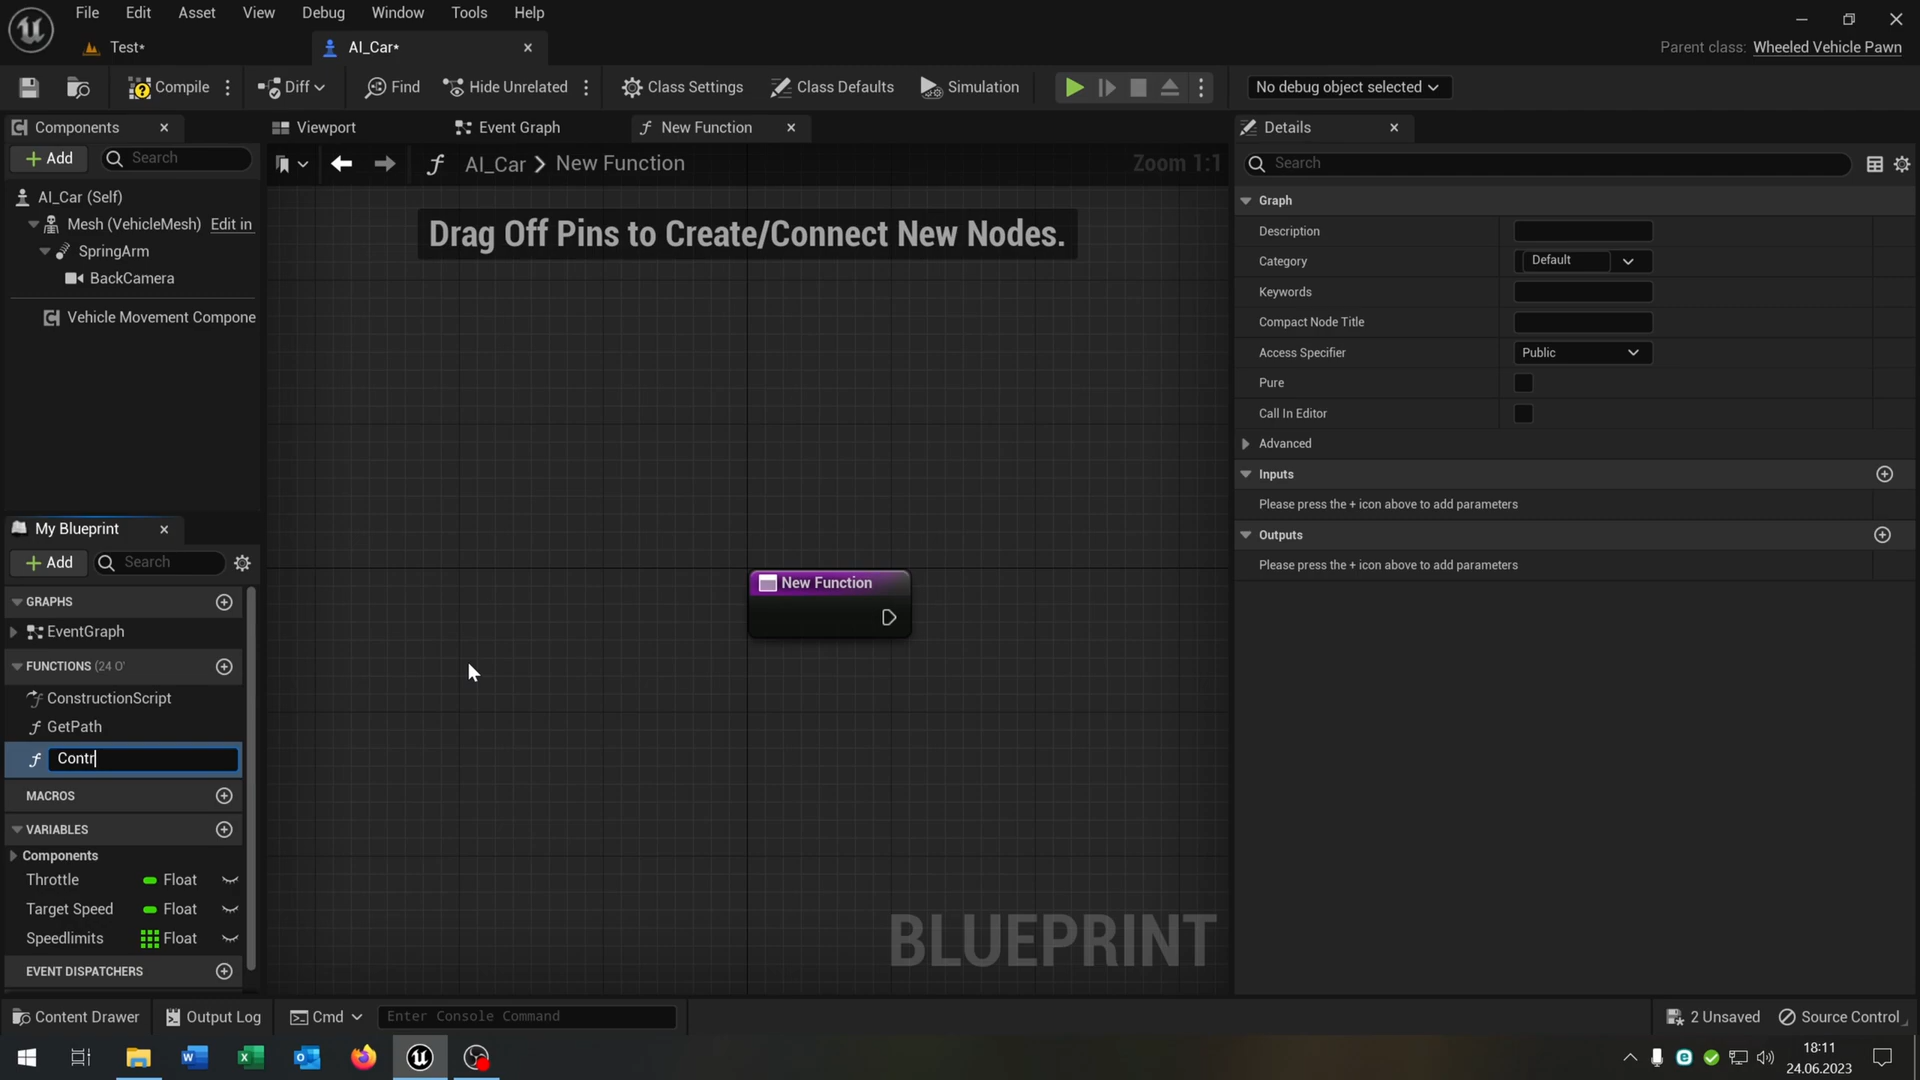 File Edit Asset View Debug Window Tools Help
Test* AI_Car* Parent class: Wheeled Vehicle Pawn
Compile Diff Find Hide Unrelated Class Settings Class Defaults Simulation No debug object selected
Components Viewport Event Graph New Function Details
Add Search AI_Car > New Function Zoom 1:1 Search
AI_Car (Self)
Mesh (VehicleMesh) Edit in
SpringArm
BackCamera
Vehicle Movement Compone
Drag Off Pins to Create/Connect New Nodes.
New Function
BLUEPRINT
Graph
Description
Category Default
Keywords
Compact Node Title
Access Specifier Public
Pure
Call In Editor
Advanced
Inputs
Please press the + icon above to add parameters
Outputs
Please press the + icon above to add parameters
My Blueprint
Add Search
GRAPHS
EventGraph
FUNCTIONS (24 O'
ConstructionScript
GetPath
Contr
MACROS
VARIABLES
Components
Throttle Float
Target Speed Float
Speedlimits Float
EVENT DISPATCHERS
Content Drawer Output Log Cmd Enter Console Command 2 Unsaved Source Control
18:11
24.06.2023